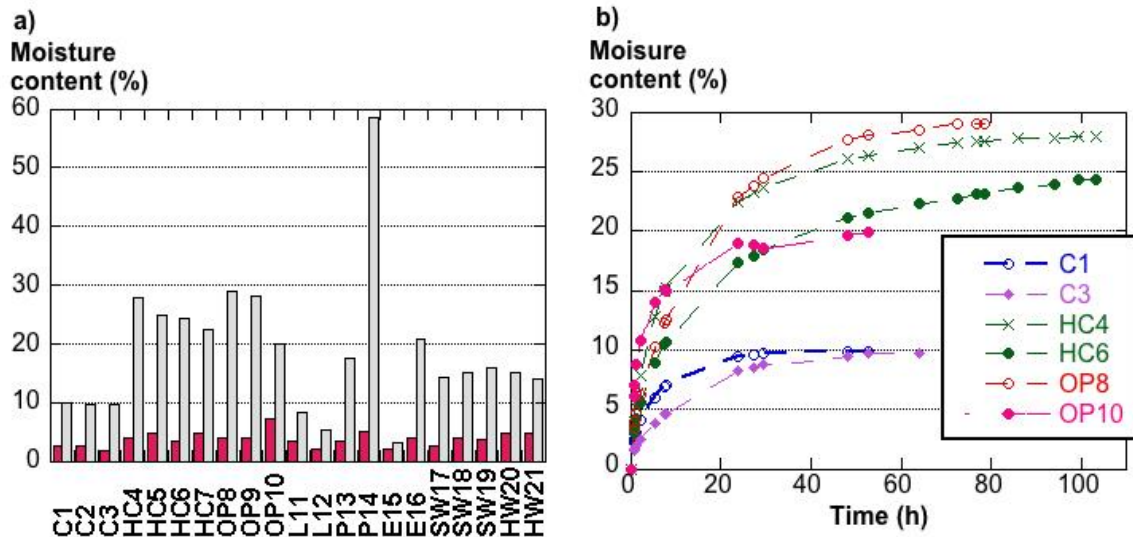 a)
Moisture
content (%)
60
50
40
30
20
10
0
C1
C2
C3
HC4
HC5
HC6
HC7
OP8
OP9
OP10
L11
L12
P13
P14
E15
E16
SW17
SW18
SW19
HW20
HW21
b)
Moisure
content (%)
30
25
20
15
10
5
0
0 20 40 60 80 100
Time (h)
C1
C3
HC4
HC6
OP8
OP10